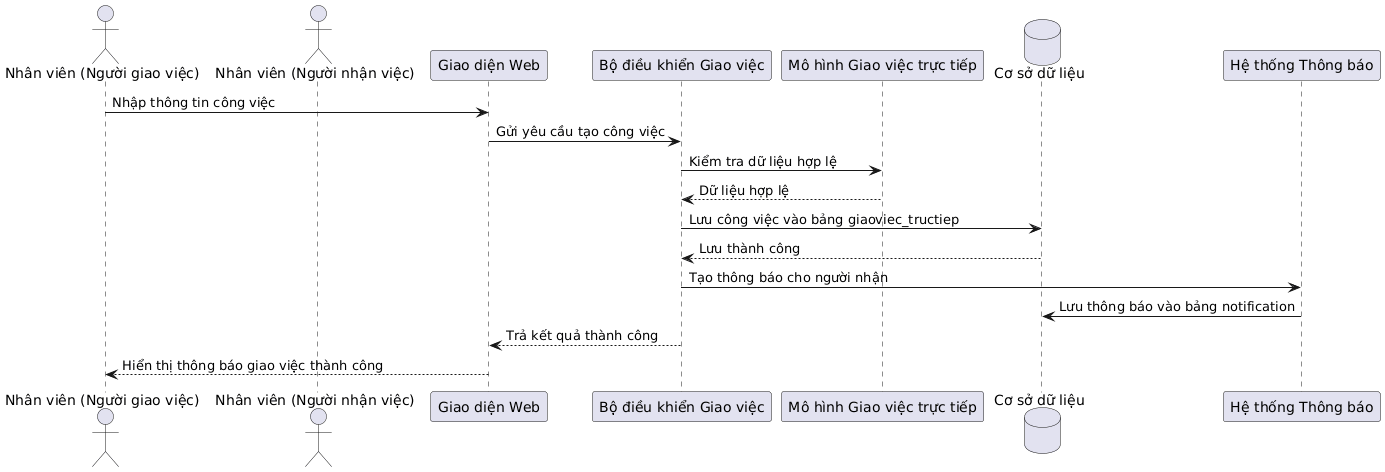 Nhân viên (Người giao việc)
Nhân viên (Người nhận việc)
Giao diện Web
Bộ điều khiển Giao việc
Mô hình Giao việc trực tiếp
Cơ sở dữ liệu
Hệ thống Thông báo
Nhập thông tin công việc
Gửi yêu cầu tạo công việc
Kiểm tra dữ liệu hợp lệ
Dữ liệu hợp lệ
Lưu công việc vào bảng giaoviec_tructiep
Lưu thành công
Tạo thông báo cho người nhận
Lưu thông báo vào bảng notification
Trả kết quả thành công
Hiển thị thông báo giao việc thành công
Nhân viên (Người giao việc)
Nhân viên (Người nhận việc)
Giao diện Web
Bộ điều khiển Giao việc
Mô hình Giao việc trực tiếp
Cơ sở dữ liệu
Hệ thống Thông báo